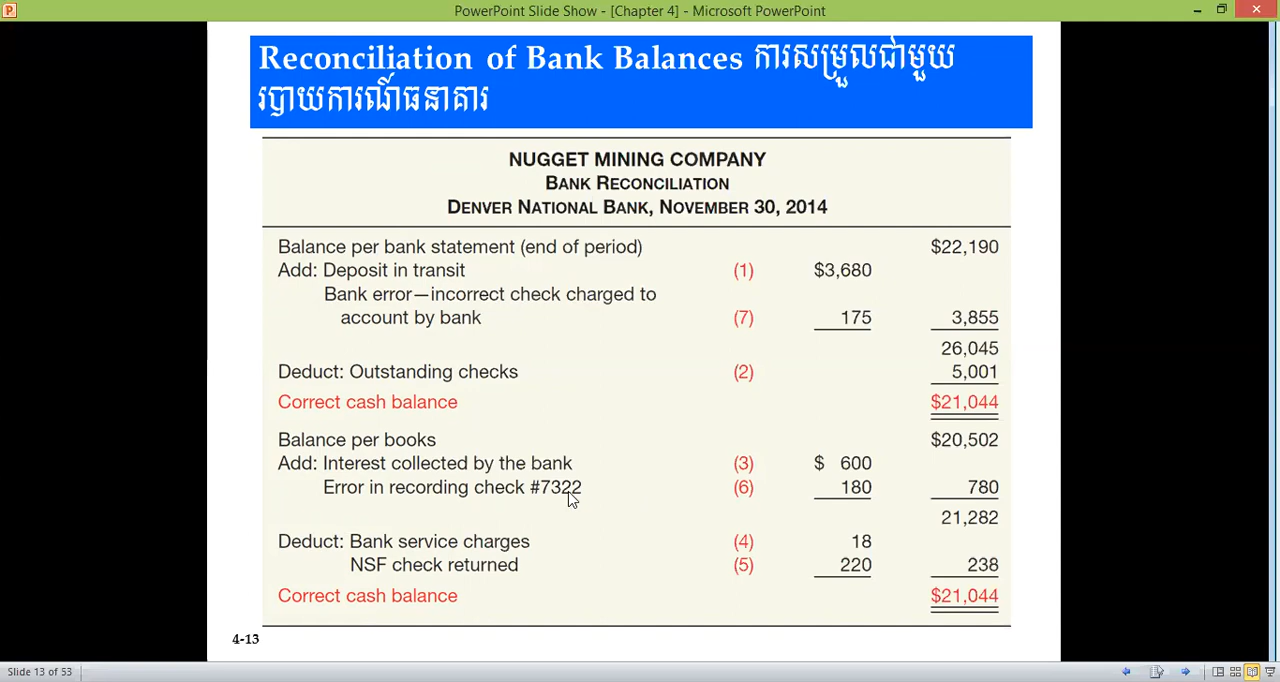 PowerPoint Slide Show - [Chapter 4] - Microsoft PowerPoint
Reconciliation of Bank Balances ការសម្រួលជាមួយ
របាយការណ៍ធនាគារ
NUGGET MINING COMPANY
BANK RECONCILIATION
DENVER NATIONAL BANK, NOVEMBER 30, 2014
Balance per bank statement (end of period) $22,190
Add: Deposit in transit (1) $3,680
Bank error—incorrect check charged to
account by bank (7) 175 3,855
26,045
Deduct: Outstanding checks (2) 5,001
Correct cash balance $21,044
Balance per books $20,502
Add: Interest collected by the bank (3) $ 600
Error in recording check #7322 (6) 180 780
21,282
Deduct: Bank service charges (4) 18
NSF check returned (5) 220 238
Correct cash balance $21,044
4-13
Slide 13 of 53